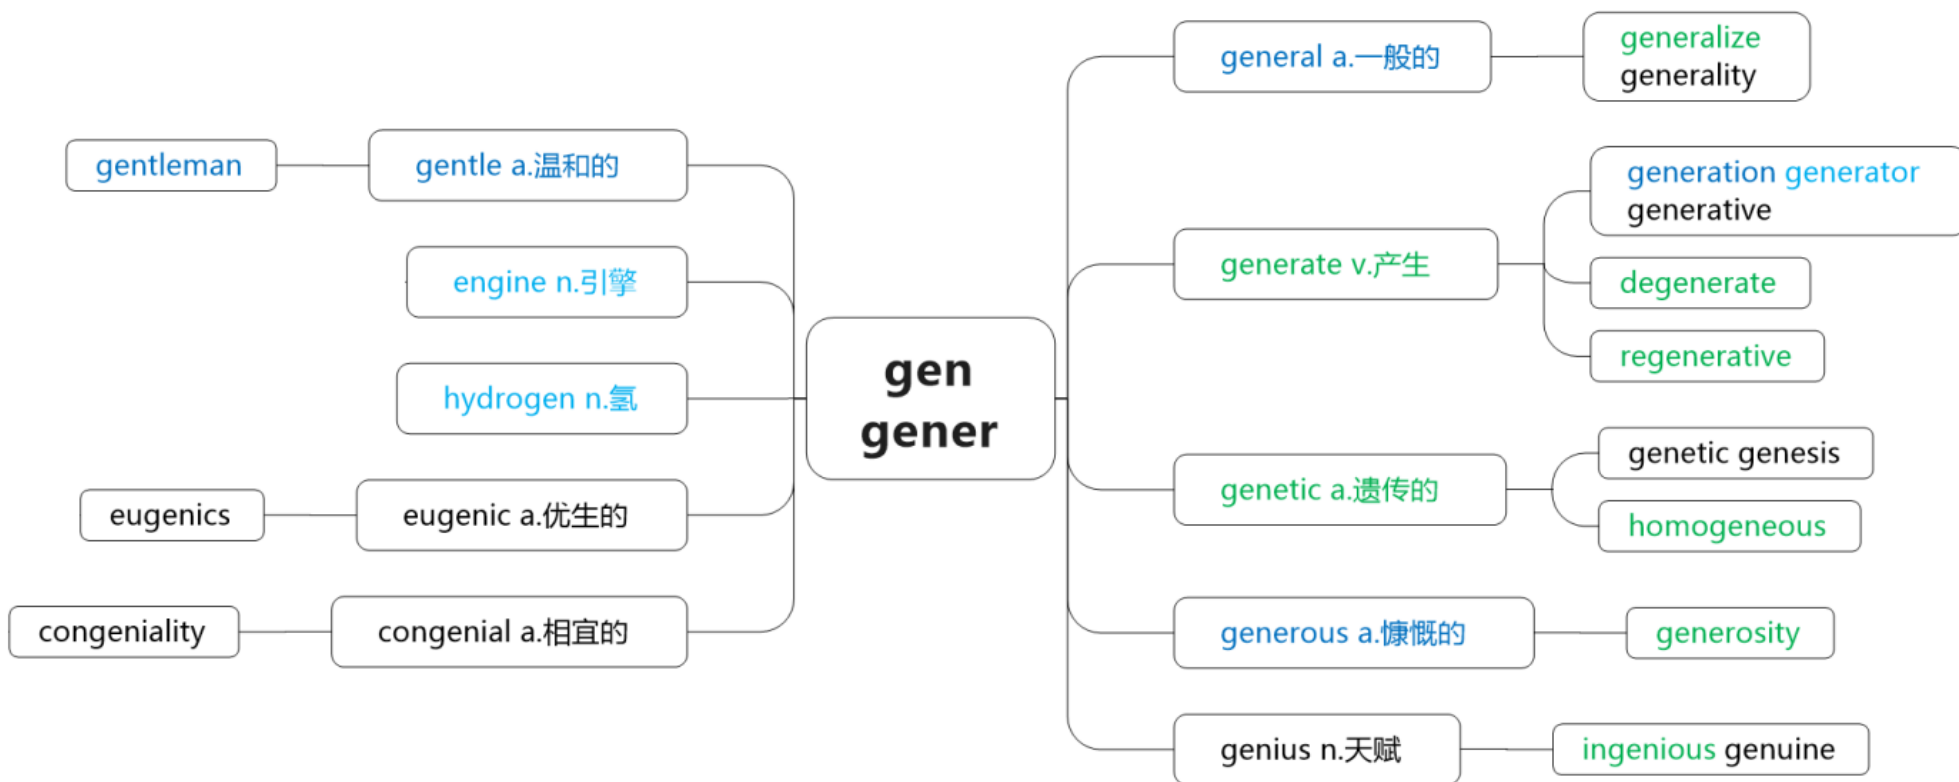 gen
gener
general a.一般的
generalize
generality
generate v.产生
generation generator
generative
degenerate
regenerative
genetic a.遗传的
genetic genesis
homogeneous
generous a.慷慨的
generosity
genius n.天赋
ingenious genuine
gentle a.温和的
gentleman
engine n.引擎
hydrogen n.氢
eugenic a.优生的
eugenics
congenial a.相宜的
congeniality